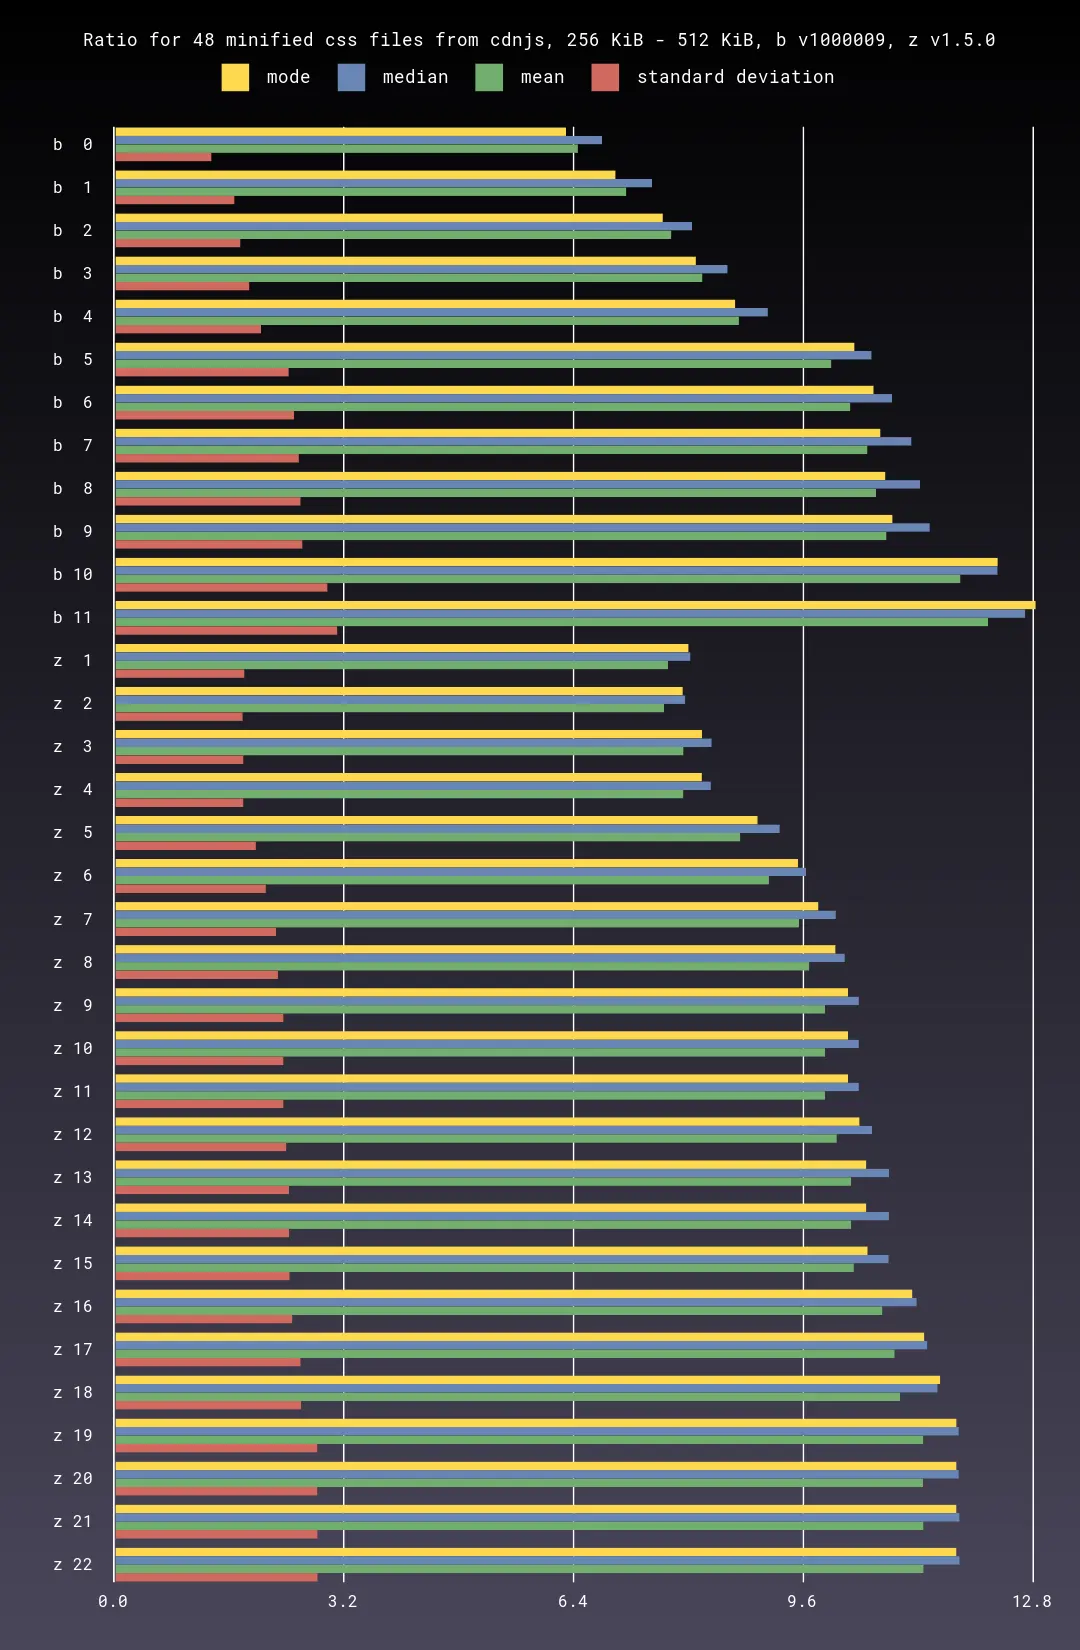 Ratio for 48 minified css files from cdnjs, 256 KiB - 512 KiB, b v1000009, z v1.5.0
mode median mean standard deviation
b 0
b 1
b 2
b 3
b 4
b 5
b 6
b 7
b 8
b 9
b 10
b 11
z 1
z 2
z 3
z 4
z 5
z 6
z 7
z 8
z 9
z 10
z 11
z 12
z 13
z 14
z 15
z 16
z 17
z 18
z 19
z 20
z 21
z 22
0.0 3.2 6.4 9.6 12.8